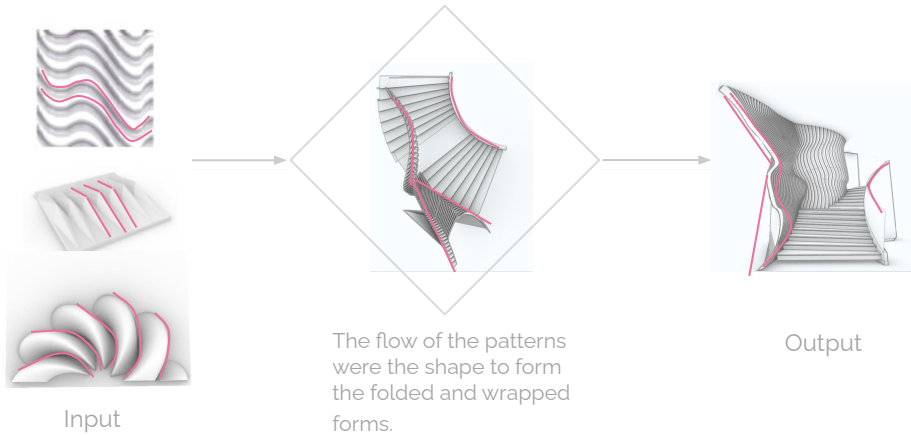 The flow of the patterns
were the shape to form
the folded and wrapped
forms.
Output
Input